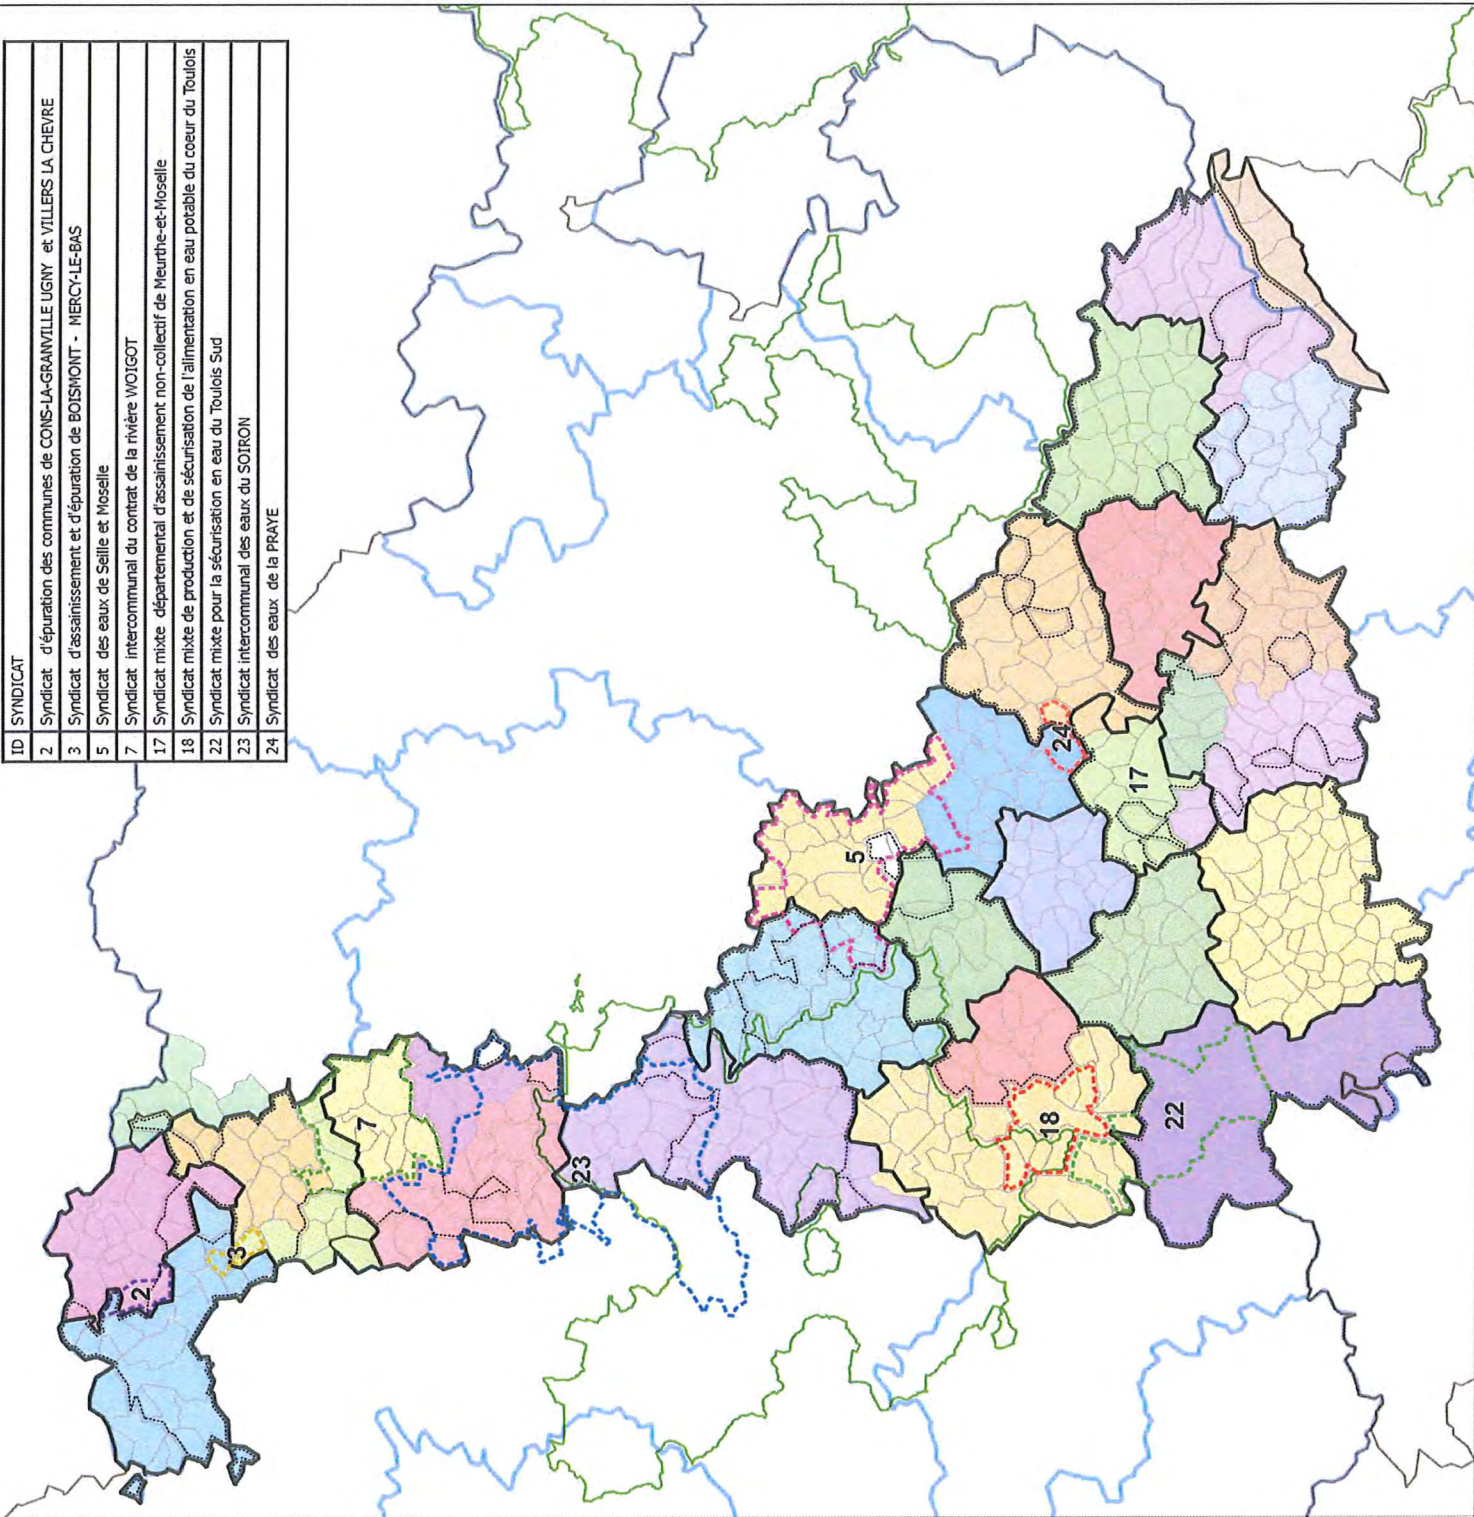 ID SYNDICAT
2 Syndicat d'épuration des communes de CONS-LA-GRANVILLE UGNY et VILLERS LA CHEVRE
3 Syndicat d'assainissement et d'épuration de BOISMONT - MERCY-LE-BAS
5 Syndicat des eaux de Seille et Moselle
7 Syndicat intercommunal du contrat de la rivière WOIGOT
17 Syndicat mixte départemental d'assainissement non-collectif de Meurthe-et-Moselle
18 Syndicat mixte de production et de sécurisation de l'alimentation en eau potable du coeur du Toulois
22 Syndicat mixte pour la sécurisation en eau du Toulois Sud
23 Syndicat intercommunal des eaux du SOIRON
24 Syndicat des eaux de la PRAYE
2
3
7
23
5
18
22
24
17